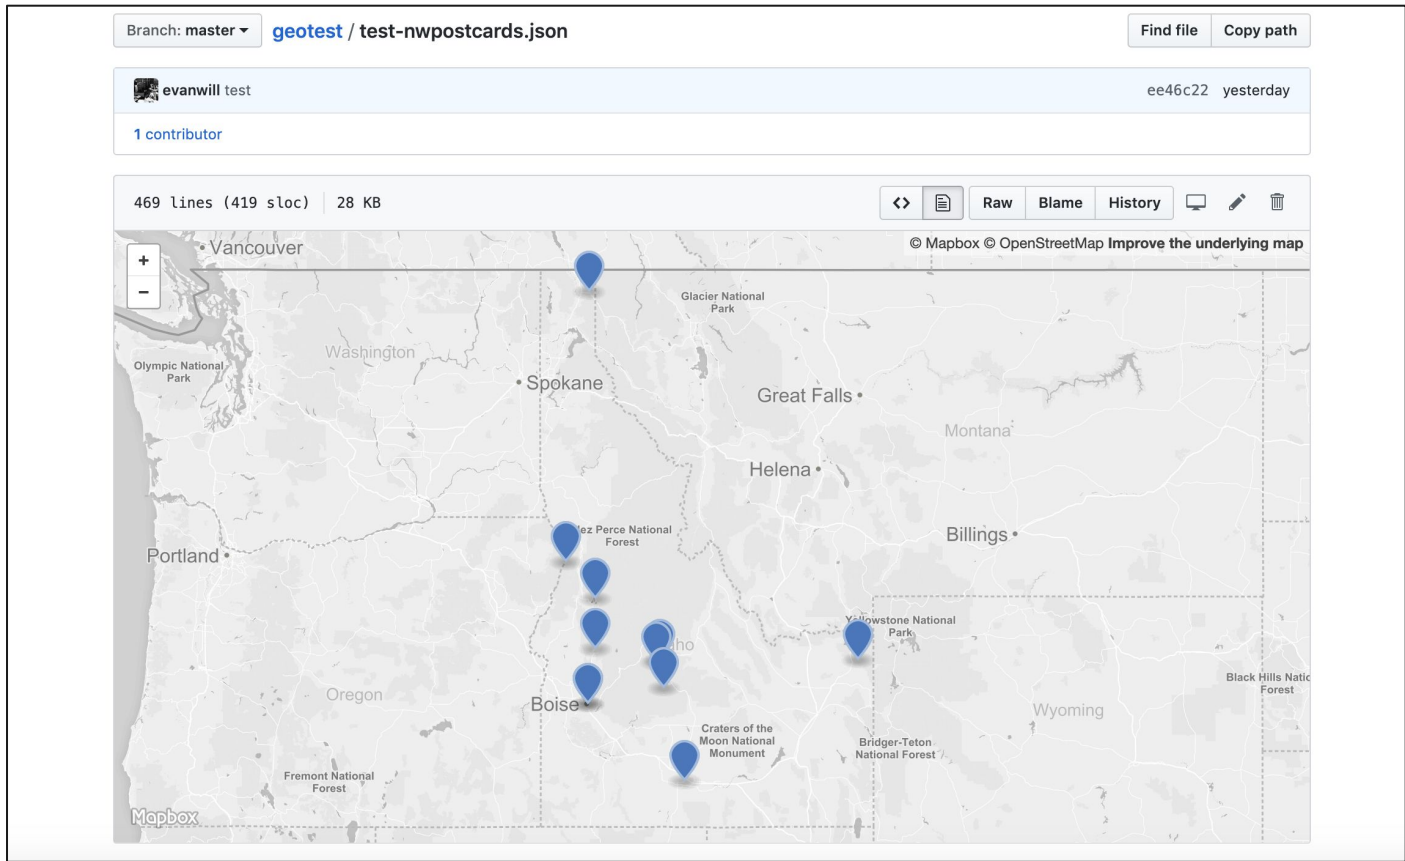 Branch: master
geotest / test-nwpostcards.json
Find file
Copy path
evanwill test
ee46c22 yesterday
1 contributor
469 lines (419 sloc)
28 KB
Raw
Blame
History
+
−
© Mapbox © OpenStreetMap Improve the underlying map
Vancouver
Glacier National
Park
Washington
Olympic National
Park
Spokane
Great Falls
Montana
Helena
ez Perce National
Forest
Billings
Portland
Yellowstone National
Park
ho
Black Hills Natio
Forest
Oregon
Boise
Wyoming
Craters of the
Moon National
Monument
Bridger-Teton
National Forest
Fremont National
Forest
Mapbox